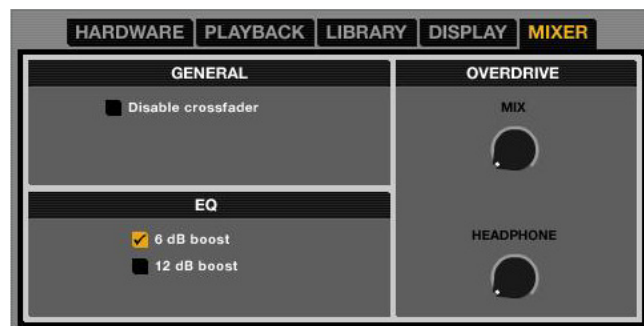 HARDWARE PLAYBACK LIBRARY DISPLAY MIXER
GENERAL
Disable crossfader
EQ
6 dB boost
12 dB boost
OVERDRIVE
MIX
HEADPHONE